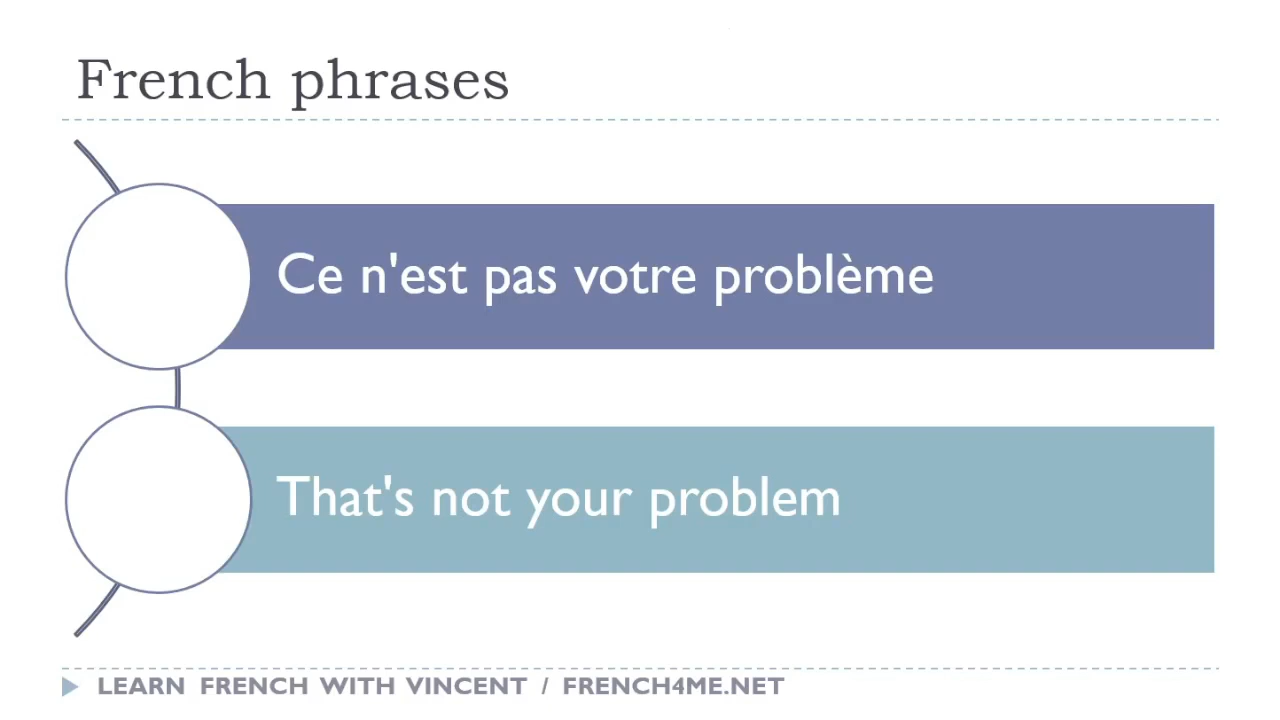 French phrases
Ce n'est pas votre problème
That's not your problem
LEARN FRENCH WITH VINCENT / FRENCH4ME.NET